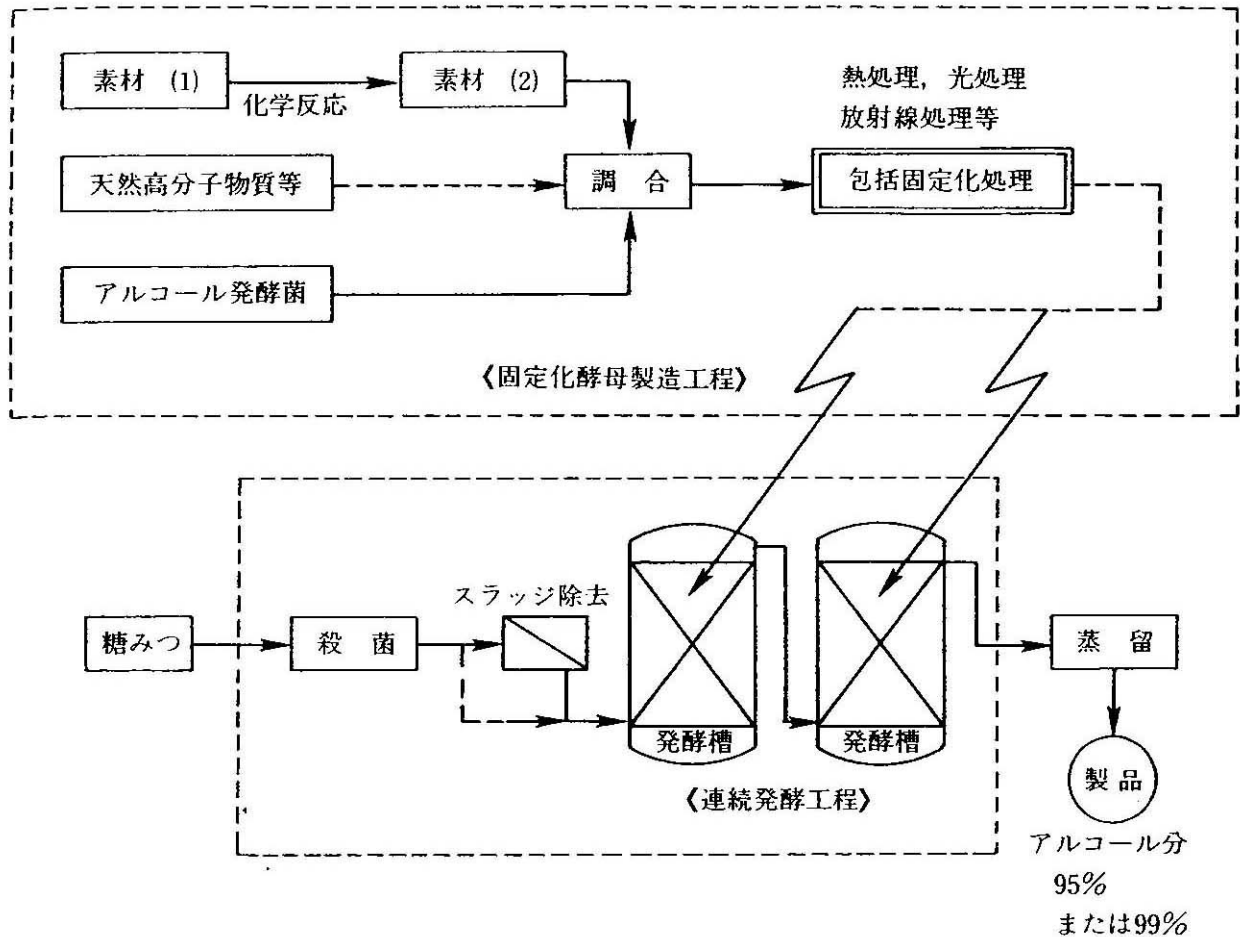 素材 (1)
化学反応
素材 (2)
熱処理，光処理
放射線処理等
天然高分子物質等
調 合
包括固定化処理
アルコール発酵菌
《固定化酵母製造工程》
糖みつ
殺 菌
スラッジ除去
発酵槽
発酵槽
蒸 留
製 品
《連続発酵工程》
アルコール分
95%
または99%